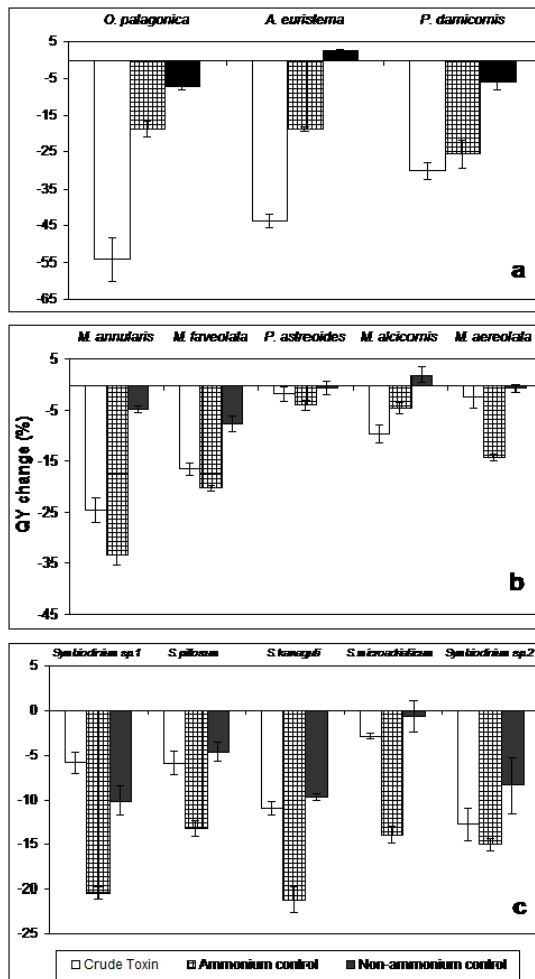 O. patagonica A. euristema P. damicornis
5
-5
-15
-25
-35
-45
-55
-65
a
M. annularis M. faveolata P. astreoides M. alcicornis M. aereolata
5
-5
-15
-25
-35
-45
QY change (%)
b
Symbiodinium sp.1 S. pilosum S. kawagutii S. microadriaticum Symbiodinium sp.2
5
0
-5
-10
-15
-20
-25
c
Crude Toxin Ammonium control Non-ammonium control